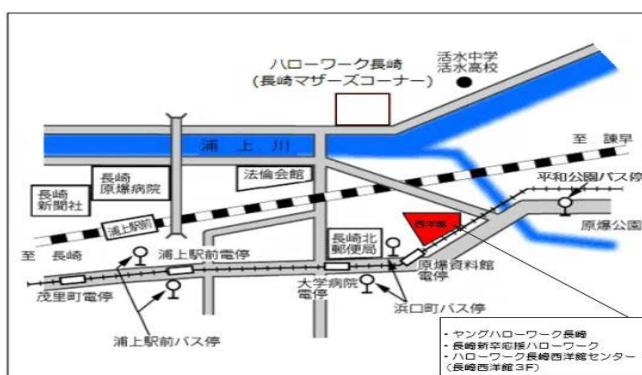 ハローワーク長崎
(長崎マザーズコーナー)
活水中学
活水高校
至 諫早
浦上川
長崎
原爆病院
法倫会館
平和公園バス停
長崎
新聞社
浦上駅前
西洋館
原爆公園
長崎北
郵便局
至 長崎
浦上駅前電停
原爆資料館
電停
茂里町電停
大学病院
電停
浜口町バス停
浦上駅前バス停
・ヤングハローワーク長崎
・長崎新卒応援ハローワーク
・ハローワーク長崎西洋館センター
(長崎西洋館3F)